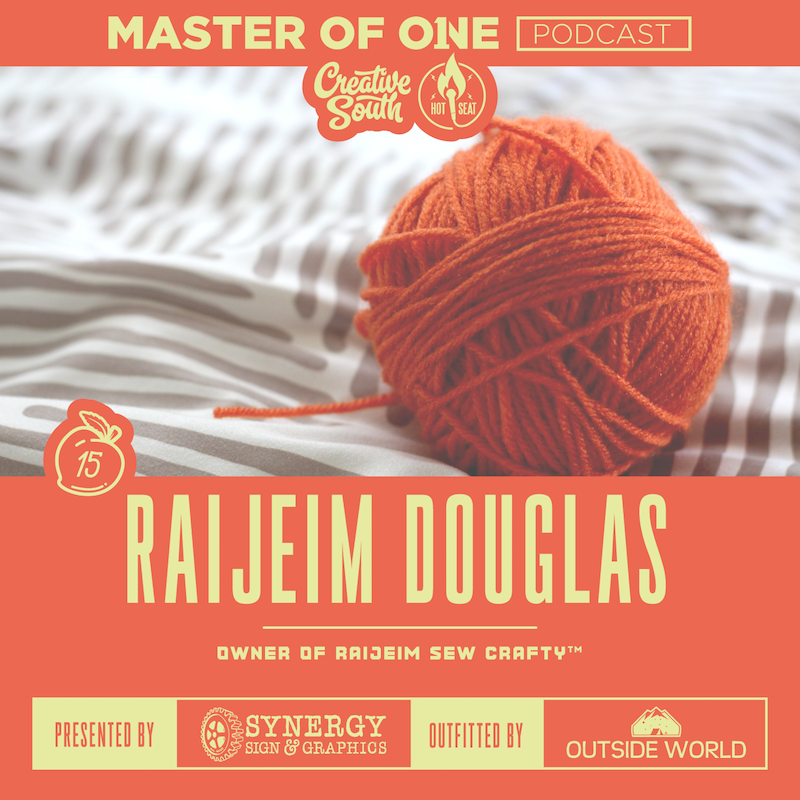 MASTER OF O1NE PODCAST
Creative South
HOT SEAT
15
RAIJEIM DOUGLAS
OWNER OF RAIJEIM SEW CRAFTY™
PRESENTED BY SYNERGY SIGN & GRAPHICS OUTFITTED BY OUTSIDE WORLD